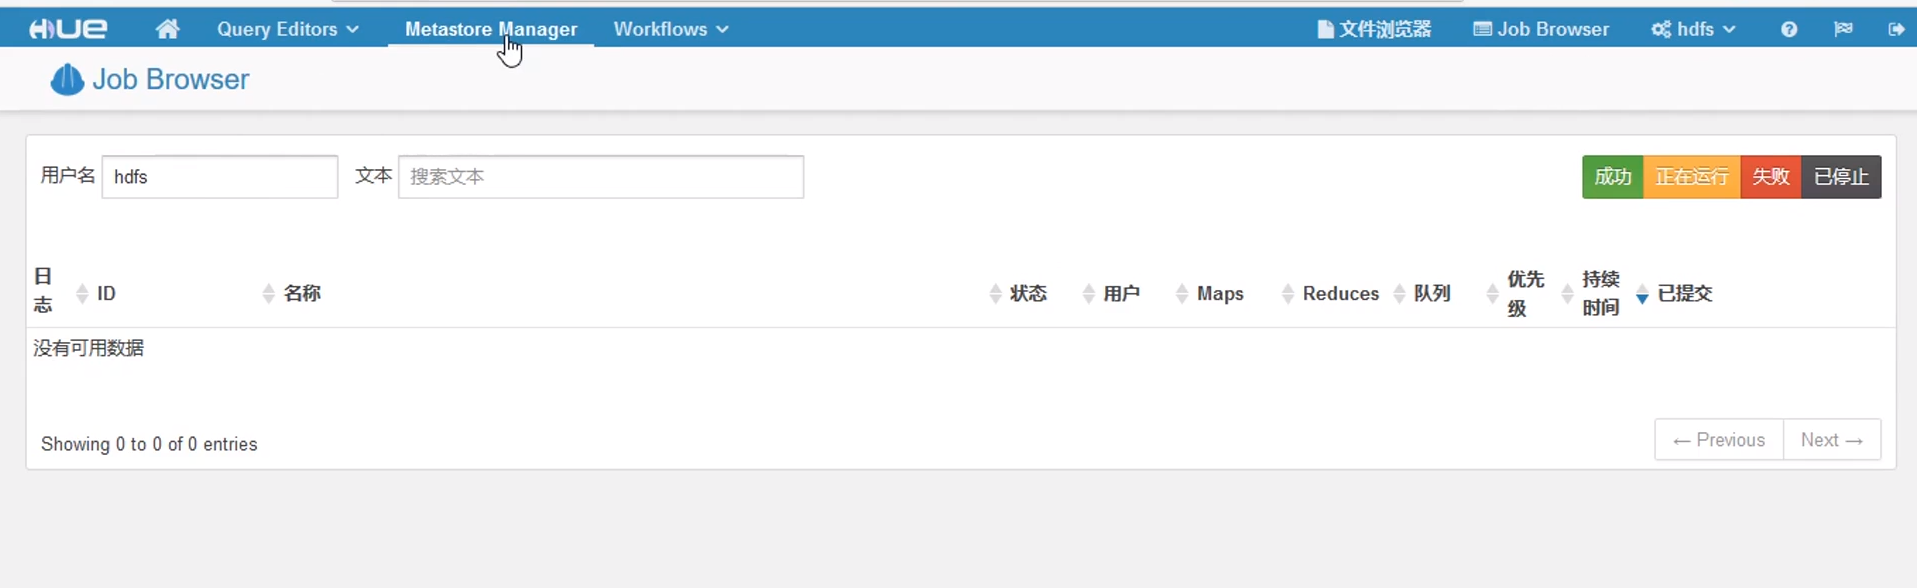 HUE Query Editors Metastore Manager Workflows 文件浏览器 Job Browser hdfs
Job Browser
用户名 hdfs 文本 搜索文本 成功 正在运行 失败 已停止
日志 ID 名称 状态 用户 Maps Reduces 队列 优先级 持续时间 已提交
没有可用数据
Showing 0 to 0 of 0 entries ← Previous Next →